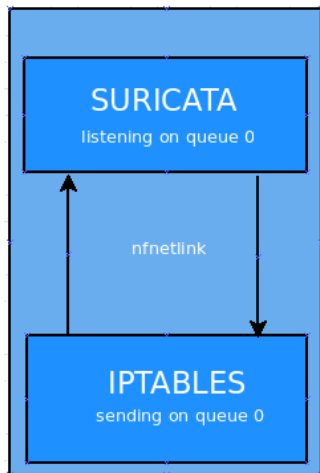 SURICATA
listening on queue 0
nfnetlink
IPTABLES
sending on queue 0